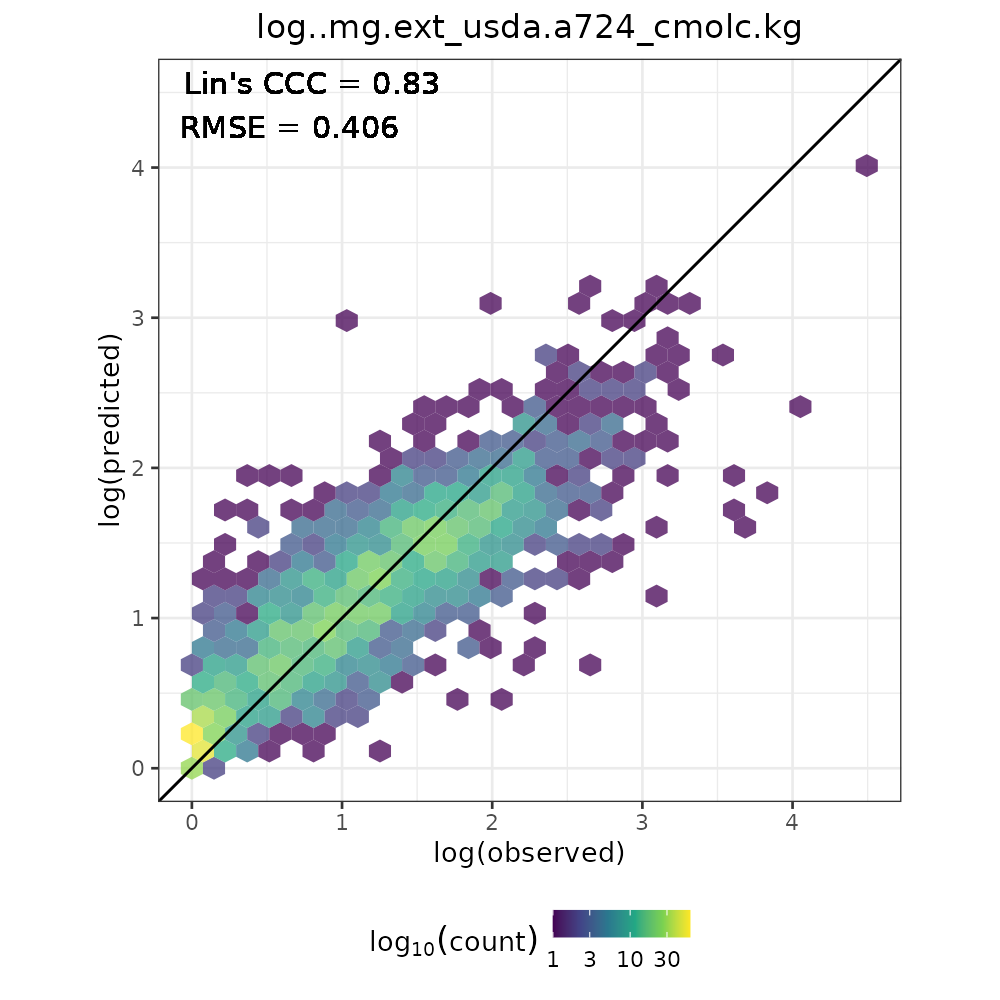 log..mg.ext_usda.a724_cmolc.kg
Lin's CCC = 0.83
RMSE = 0.406
4
3
2
1
0
log(predicted)
0 1 2 3 4
log(observed)
log10(count)
1 3 10 30